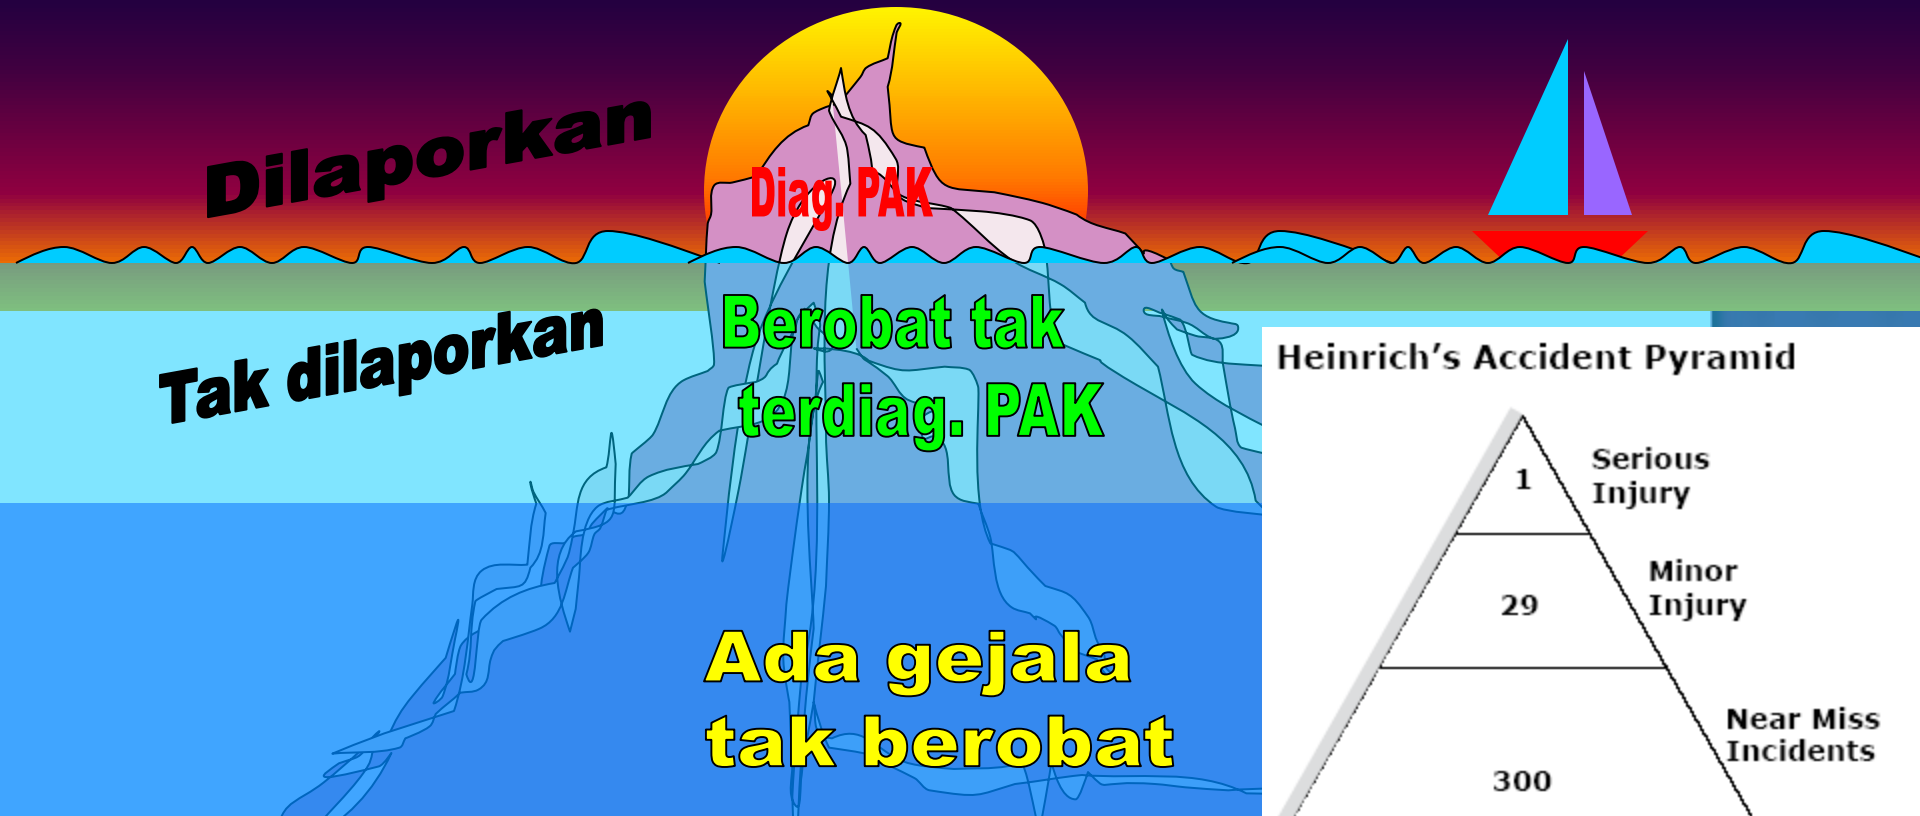 Dilaporkan
Diag. PAK
Tak dilaporkan
Berobat tak
terdiag. PAK
Ada gejala
tak berobat
Heinrich’s Accident Pyramid
1
Serious
Injury
29
Minor
Injury
300
Near Miss
Incidents